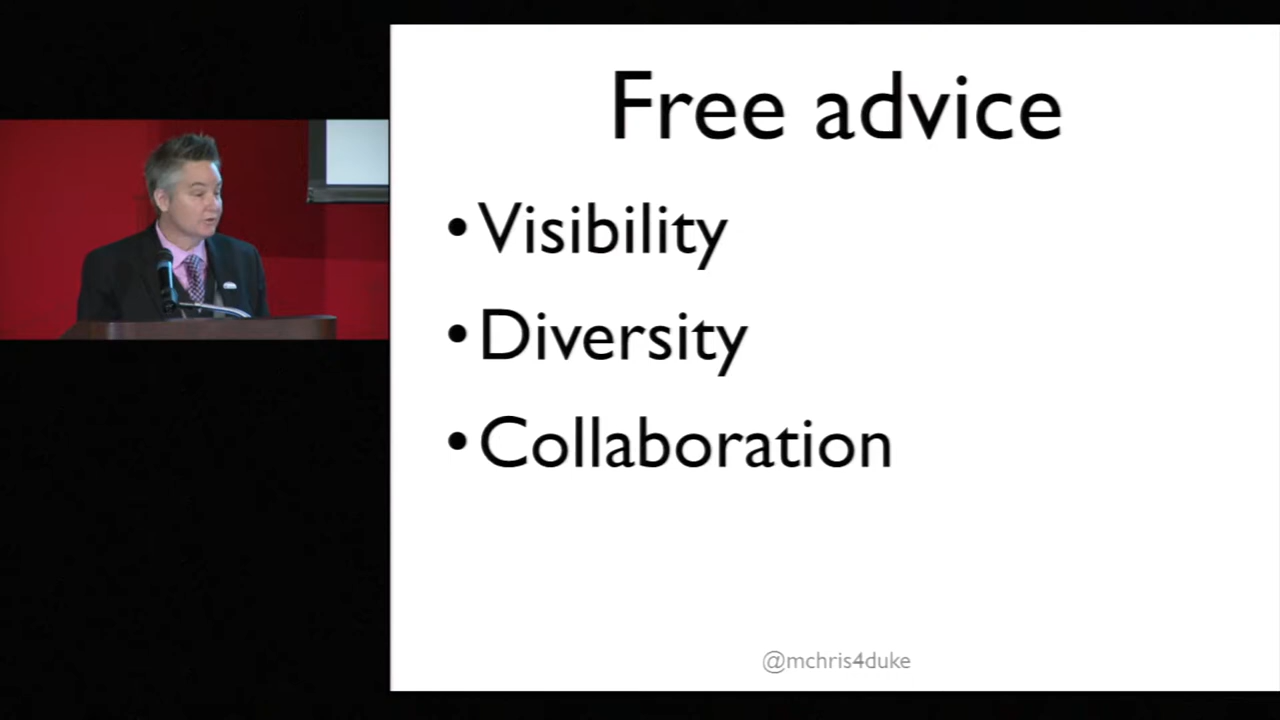 Free advice
• Visibility
• Diversity
• Collaboration
@mchris4duke